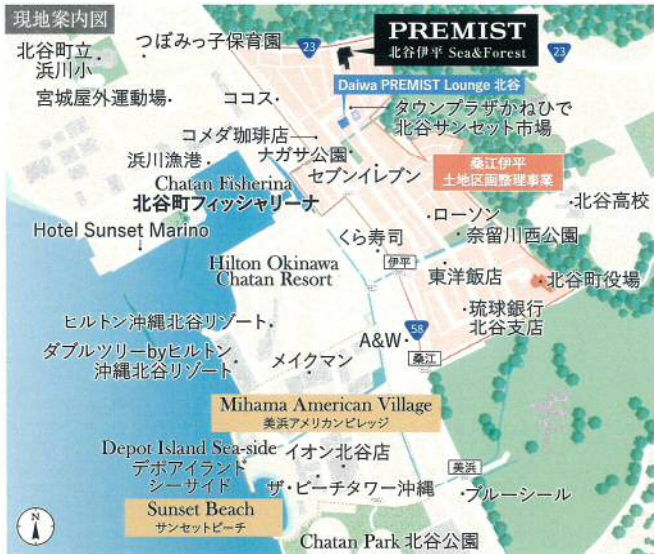 現地案内図
PREMIST
北谷伊平 Sea&Forest
23
23
つぼみっ子保育園
北谷町立
浜川小
Daiwa PREMIST Lounge 北谷
宮城屋外運動場
ココス
タウンプラザかねひで
北谷サンセット市場
コメダ珈琲店
浜川漁港
ナガサ公園
桑江伊平
土地区画整理事業
セブンイレブン
Chatan Fisherina
北谷町フィッシャリーナ
北谷高校
ローソン
Hotel Sunset Marino
奈留川西公園
くら寿司
伊平
Hilton Okinawa
Chatan Resort
東洋飯店
北谷町役場
琉球銀行
北谷支店
ヒルトン沖縄北谷リゾート
58
A&W
ダブルツリーbyヒルトン
沖縄北谷リゾート
メイクマン
桑江
Mihama American Village
美浜アメリカンビレッジ
Depot Island Sea-side
デポアイランド
シーサイド
イオン北谷店
美浜
ザ・ビーチタワー沖縄
ブルーシール
Sunset Beach
サンセットビーチ
N
Chatan Park 北谷公園